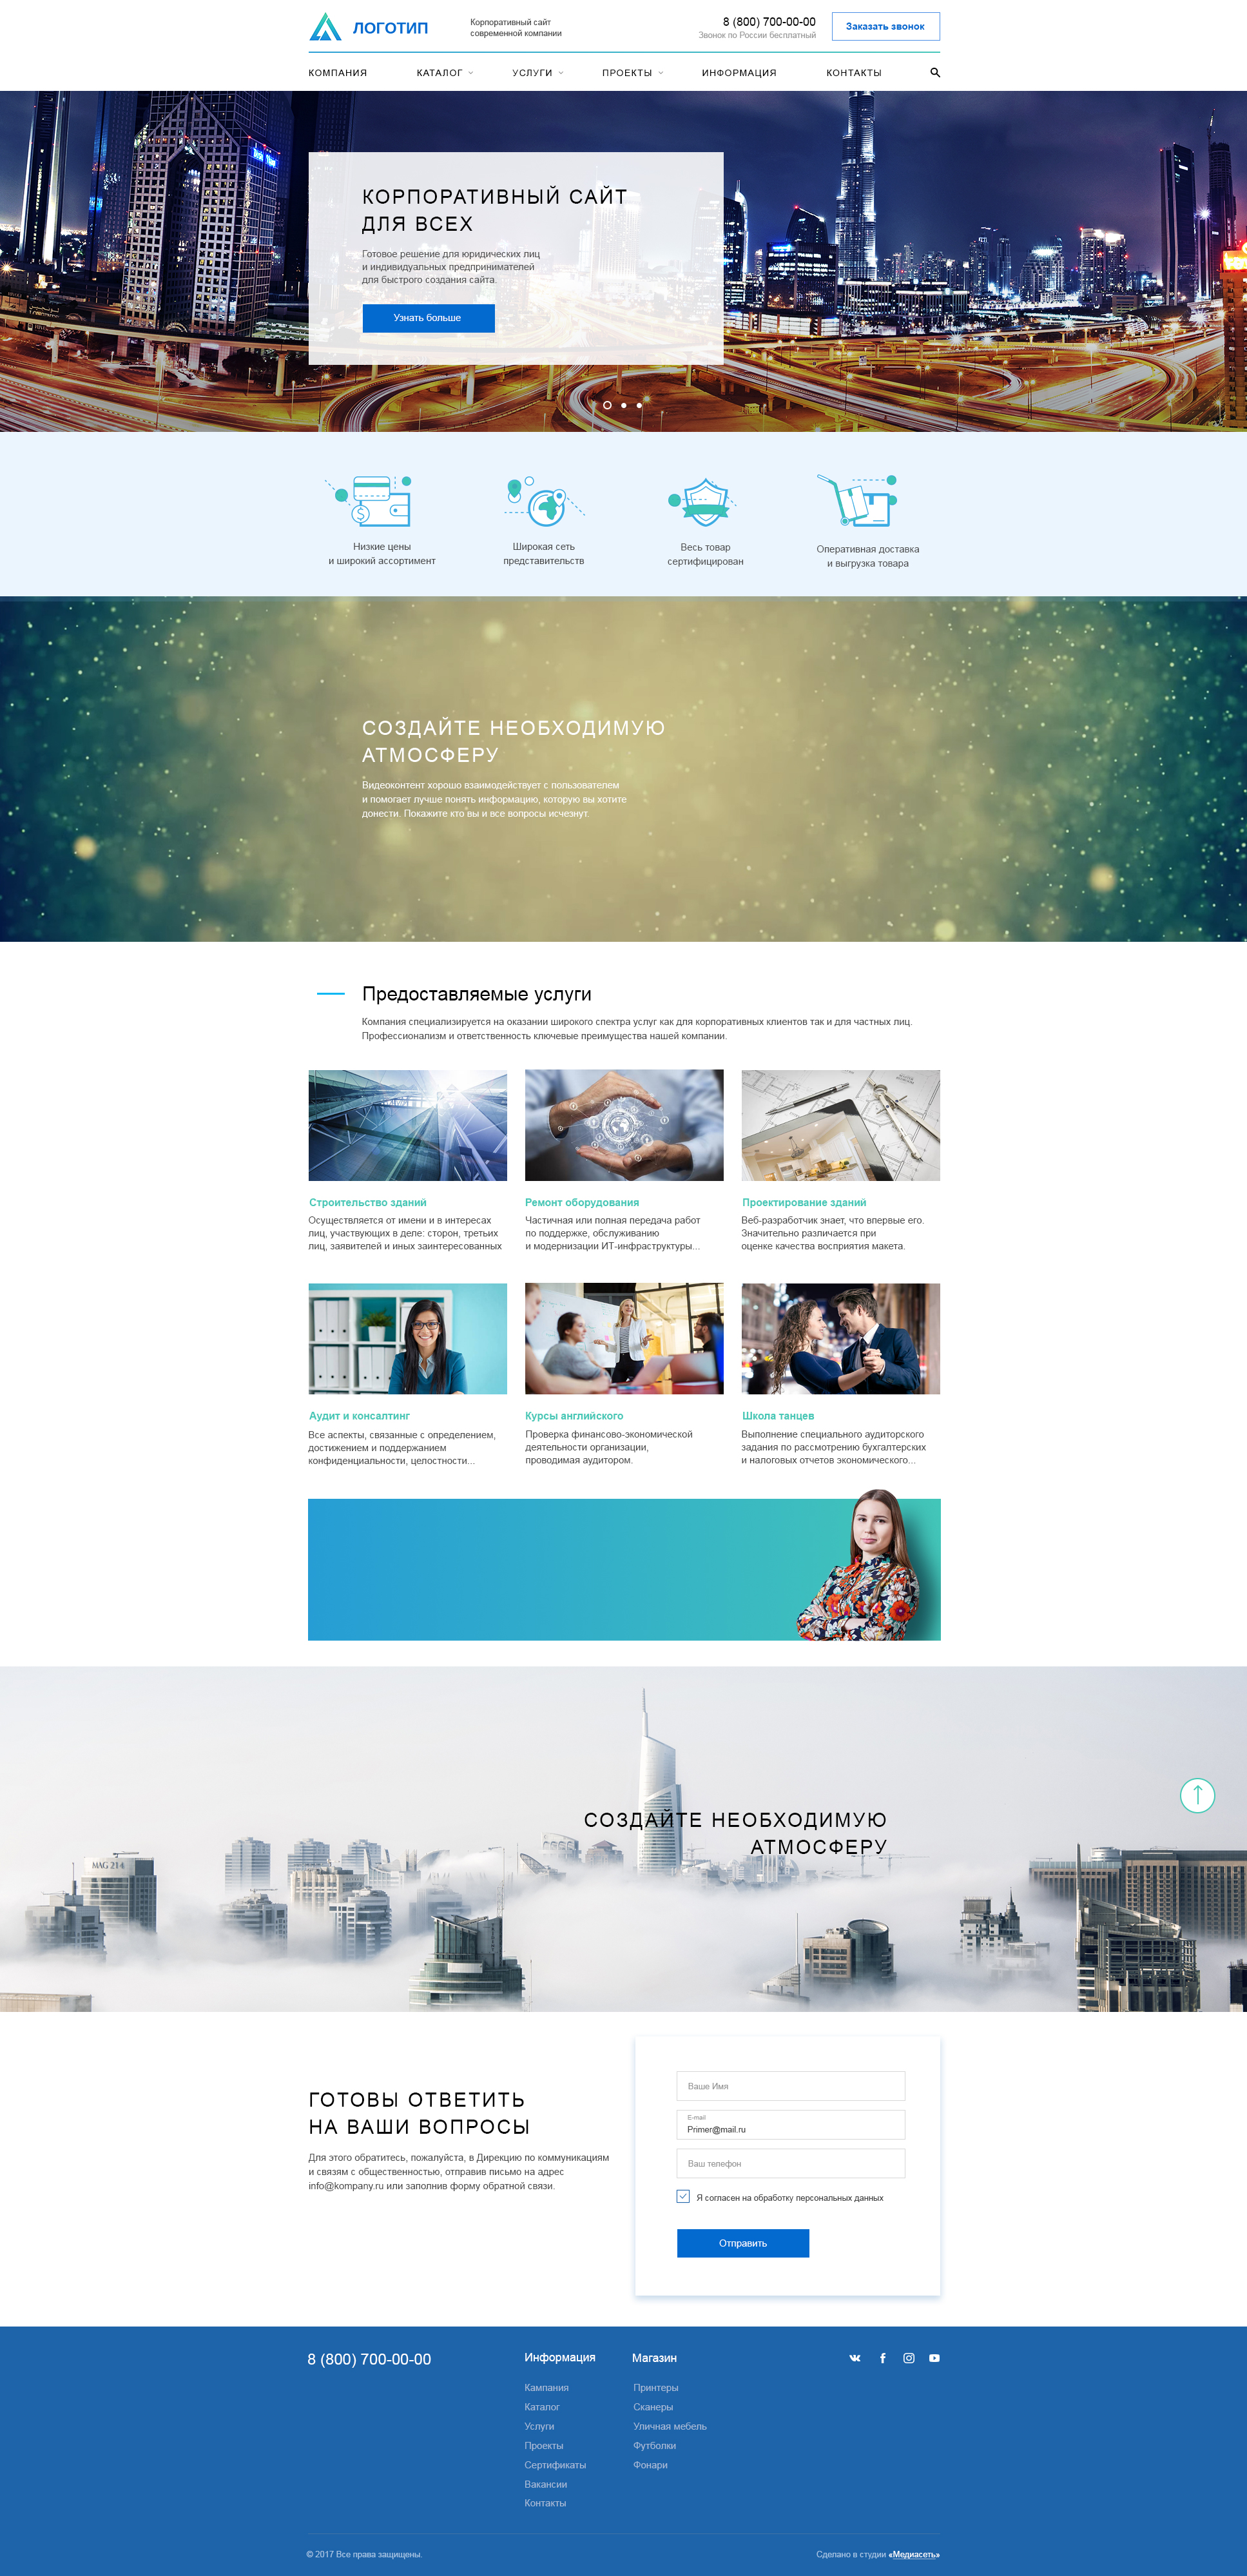 ЛОГОТИП
Корпоративный сайт
современной компании
8 (800) 700-00-00
Звонок по России бесплатный
Заказать звонок
КОМПАНИЯ КАТАЛОГ УСЛУГИ ПРОЕКТЫ ИНФОРМАЦИЯ КОНТАКТЫ
КОРПОРАТИВНЫЙ САЙТ
ДЛЯ ВСЕХ
Готовое решение для юридических лиц
и индивидуальных предпринимателей
для быстрого создания сайта.
Узнать больше
Низкие цены
и широкий ассортимент
Широкая сеть
представительств
Весь товар
сертифицирован
Оперативная доставка
и выгрузка товара
СОЗДАЙТЕ НЕОБХОДИМУЮ
АТМОСФЕРУ
Видеоконтент хорошо взаимодействует с пользователем
и помогает лучше понять информацию, которую вы хотите
донести. Покажите кто вы и все вопросы исчезнут.
Предоставляемые услуги
Компания специализируется на оказании широкого спектра услуг как для корпоративных клиентов так и для частных лиц.
Профессионализм и ответственность ключевые преимущества нашей компании.
Строительство зданий
Осуществляется от имени и в интересах
лиц, участвующих в деле: сторон, третьих
лиц, заявителей и иных заинтересованных
Ремонт оборудования
Частичная или полная передача работ
по поддержке, обслуживанию
и модернизации ИТ-инфраструктуры...
Проектирование зданий
Веб-разработчик знает, что впервые его.
Значительно различается при
оценке качества восприятия макета.
Аудит и консалтинг
Все аспекты, связанные с определением,
достижением и поддержанием
конфиденциальности, целостности...
Курсы английского
Проверка финансово-экономической
деятельности организации,
проводимая аудитором.
Школа танцев
Выполнение специального аудиторского
задания по рассмотрению бухгалтерских
и налоговых отчетов экономического...
СОЗДАЙТЕ НЕОБХОДИМУЮ
АТМОСФЕРУ
MAG 214
ГОТОВЫ ОТВЕТИТЬ
НА ВАШИ ВОПРОСЫ
Для этого обратитесь, пожалуйста, в Дирекцию по коммуникациям
и связям с общественностью, отправив письмо на адрес
info@kompany.ru или заполнив форму обратной связи.
Ваше Имя
E-mail
Primer@mail.ru
Ваш телефон
Я согласен на обработку персональных данных
Отправить
8 (800) 700-00-00
Информация
Кампания
Каталог
Услуги
Проекты
Сертификаты
Вакансии
Контакты
Магазин
Принтеры
Сканеры
Уличная мебель
Футболки
Фонари
© 2017 Все права защищены.
Сделано в студии «Медиасеть»